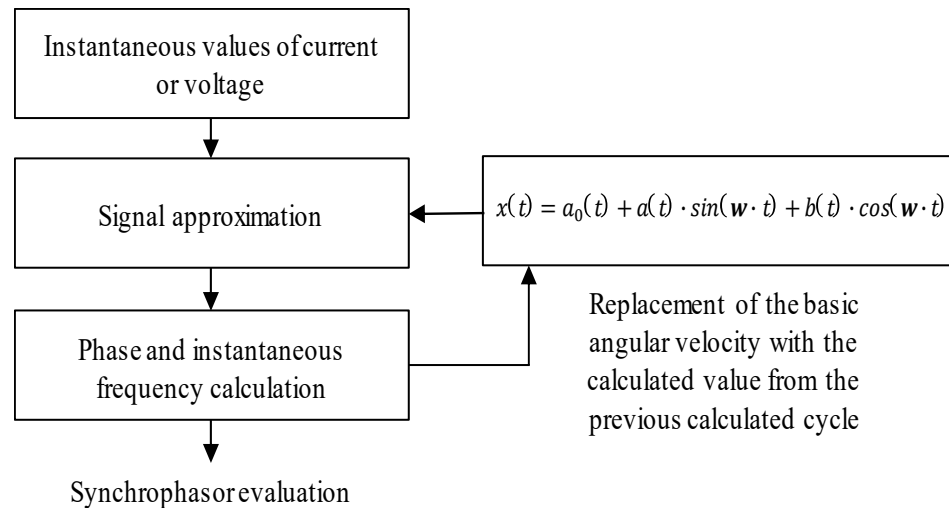 Instantaneous values of current
or voltage
Signal approximation
x(t) = a₀(t) + a(t) · sin(w · t) + b(t) · cos(w · t)
Phase and instantaneous
frequency calculation
Replacement of the basic
angular velocity with the
calculated value from the
previous calculated cycle
Synchrophasor evaluation